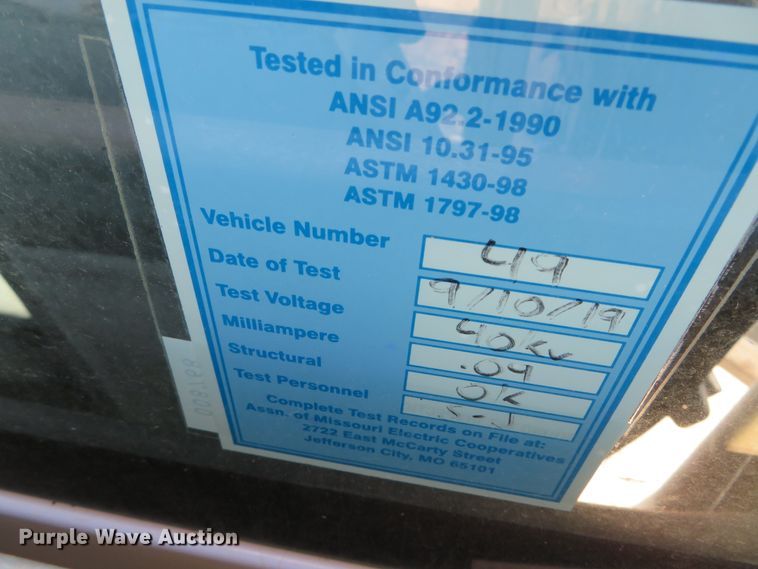 Tested in Conformance with
ANSI A92.2-1990
ANSI 10.31-95
ASTM 1430-98
ASTM 1797-98
Vehicle Number 49
Date of Test 9/10/19
Test Voltage 40kv
Milliampere .09
Structural OK
Test Personnel
Complete Test Records on File at:
Assn. of Missouri Electric Cooperatives
2722 East McCarty Street
Jefferson City, MO 65101
Purple Wave Auction